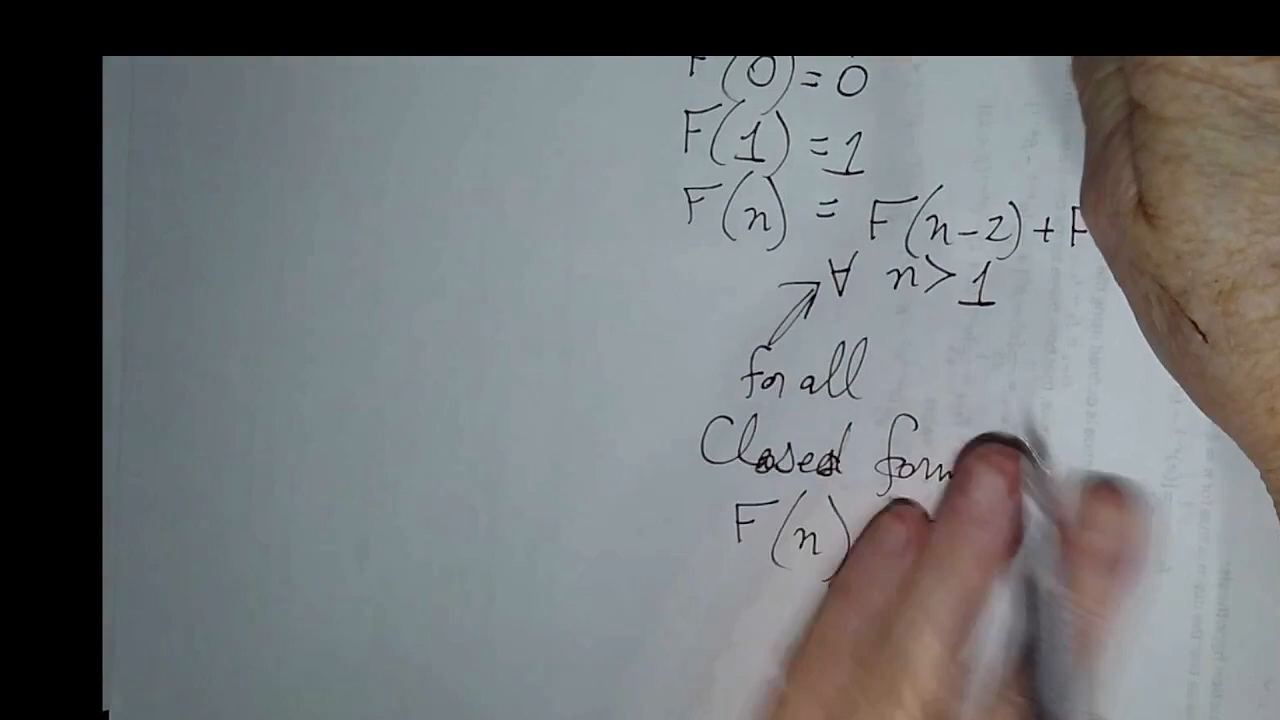 F(0) = 0
F(1) = 1
F(n) = F(n-2) + F
∀ n > 1
for all
Closed form
F(n)